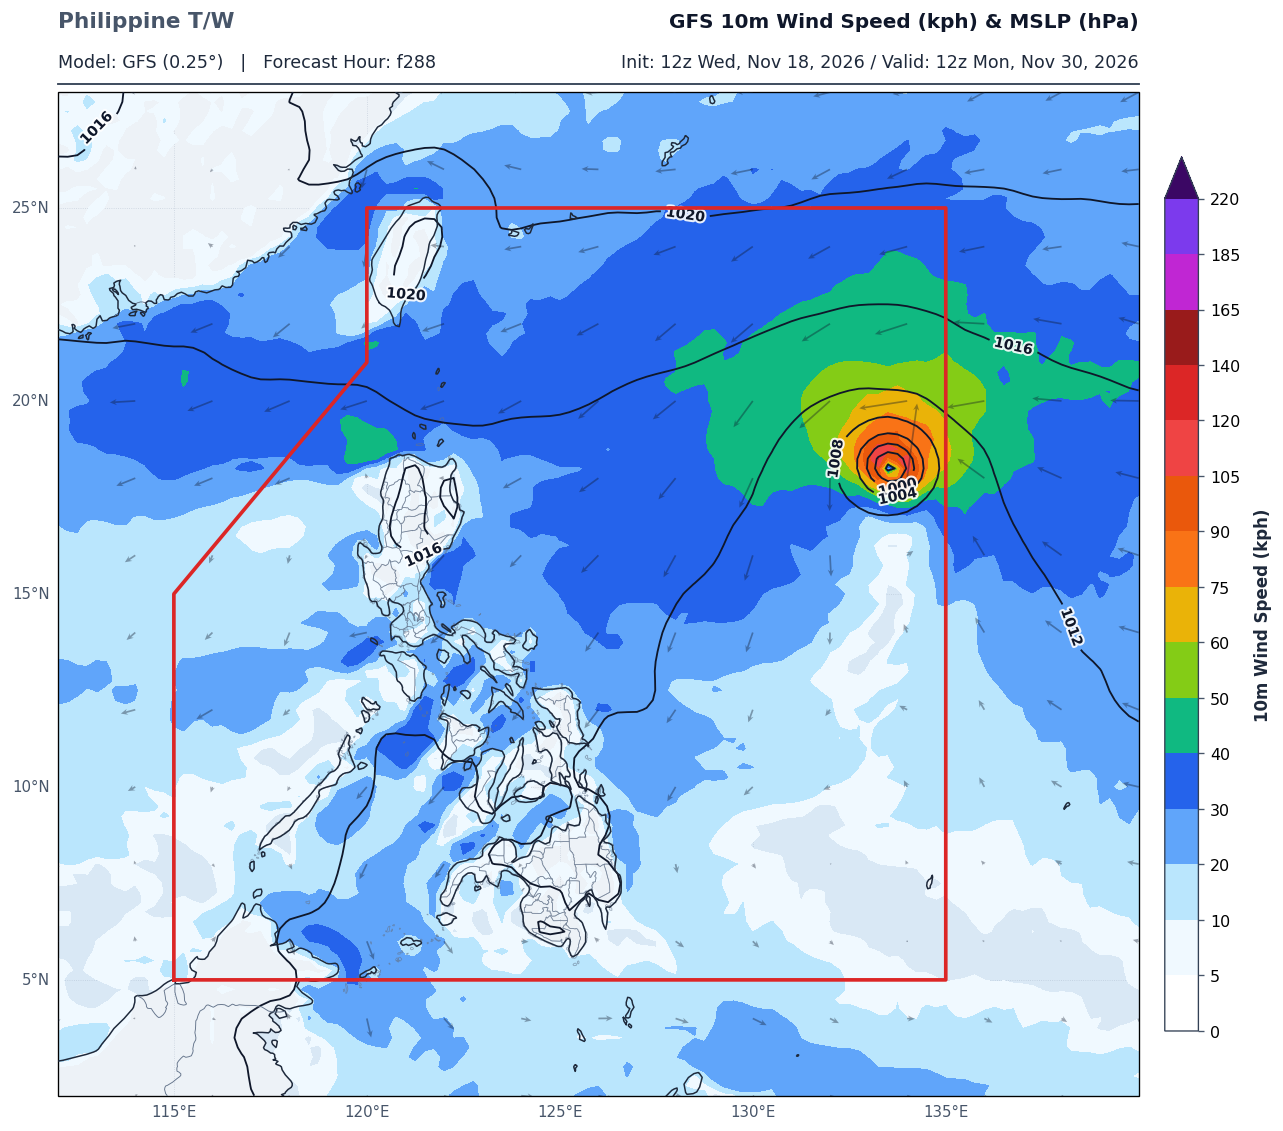 Philippine T/W
GFS 10m Wind Speed (kph) & MSLP (hPa)
Model: GFS (0.25°) | Forecast Hour: f288
Init: 12z Wed, Nov 18, 2026 / Valid: 12z Mon, Nov 30, 2026
1016
1020
1020
1016
1008
1000
1004
1016
1012
25°N
20°N
15°N
10°N
5°N
115°E
120°E
125°E
130°E
135°E
220
185
165
140
120
105
90
75
60
50
40
30
20
10
5
0
10m Wind Speed (kph)